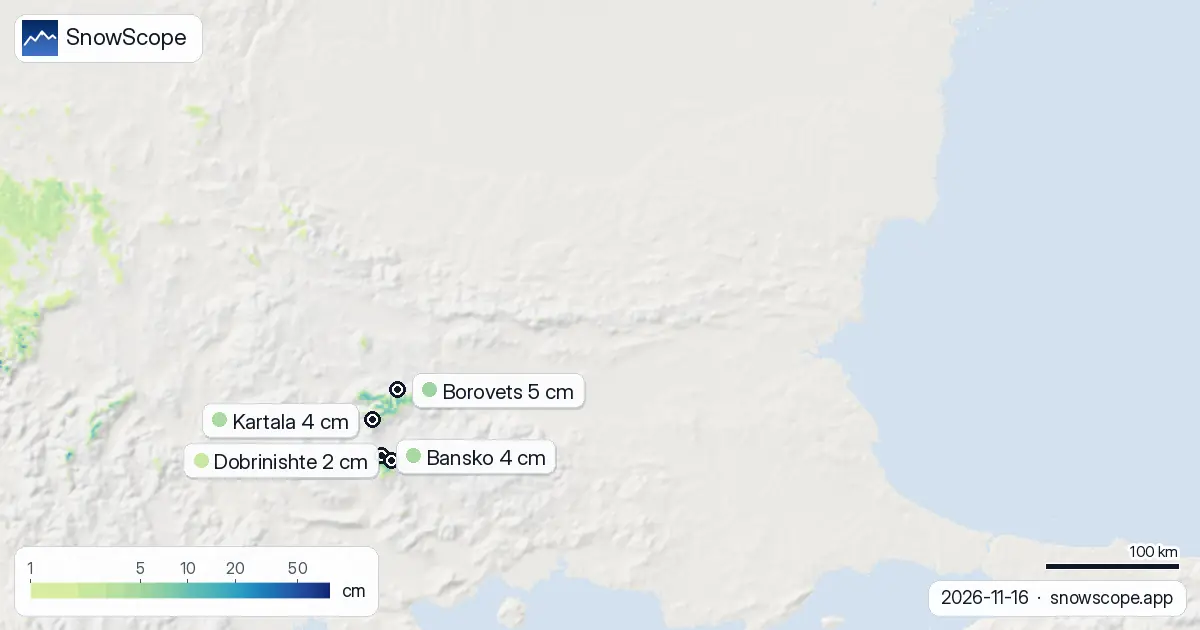 SnowScope
Borovets 5 cm
Kartala 4 cm
Dobrinishte 2 cm
Bansko 4 cm
1 5 10 20 50
cm
100 km
2026-11-16 · snowscope.app